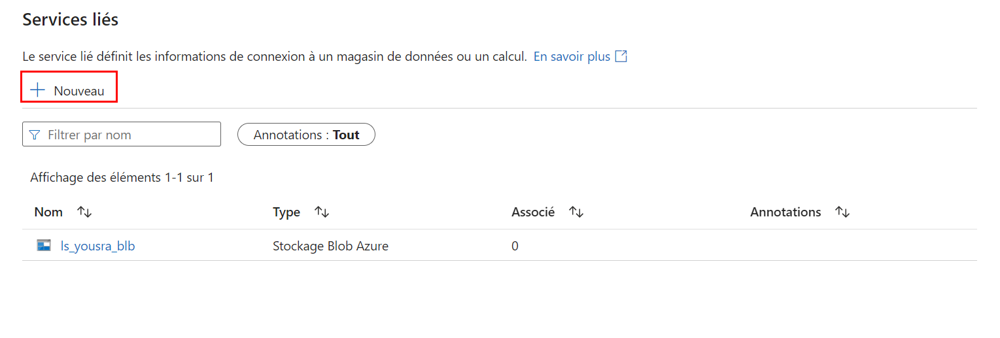 Services liés
Le service lié définit les informations de connexion à un magasin de données ou un calcul. En savoir plus
Nouveau
Filtrer par nom Annotations : Tout
Affichage des éléments 1-1 sur 1
Nom Type Associé Annotations
ls_yousra_blb Stockage Blob Azure 0